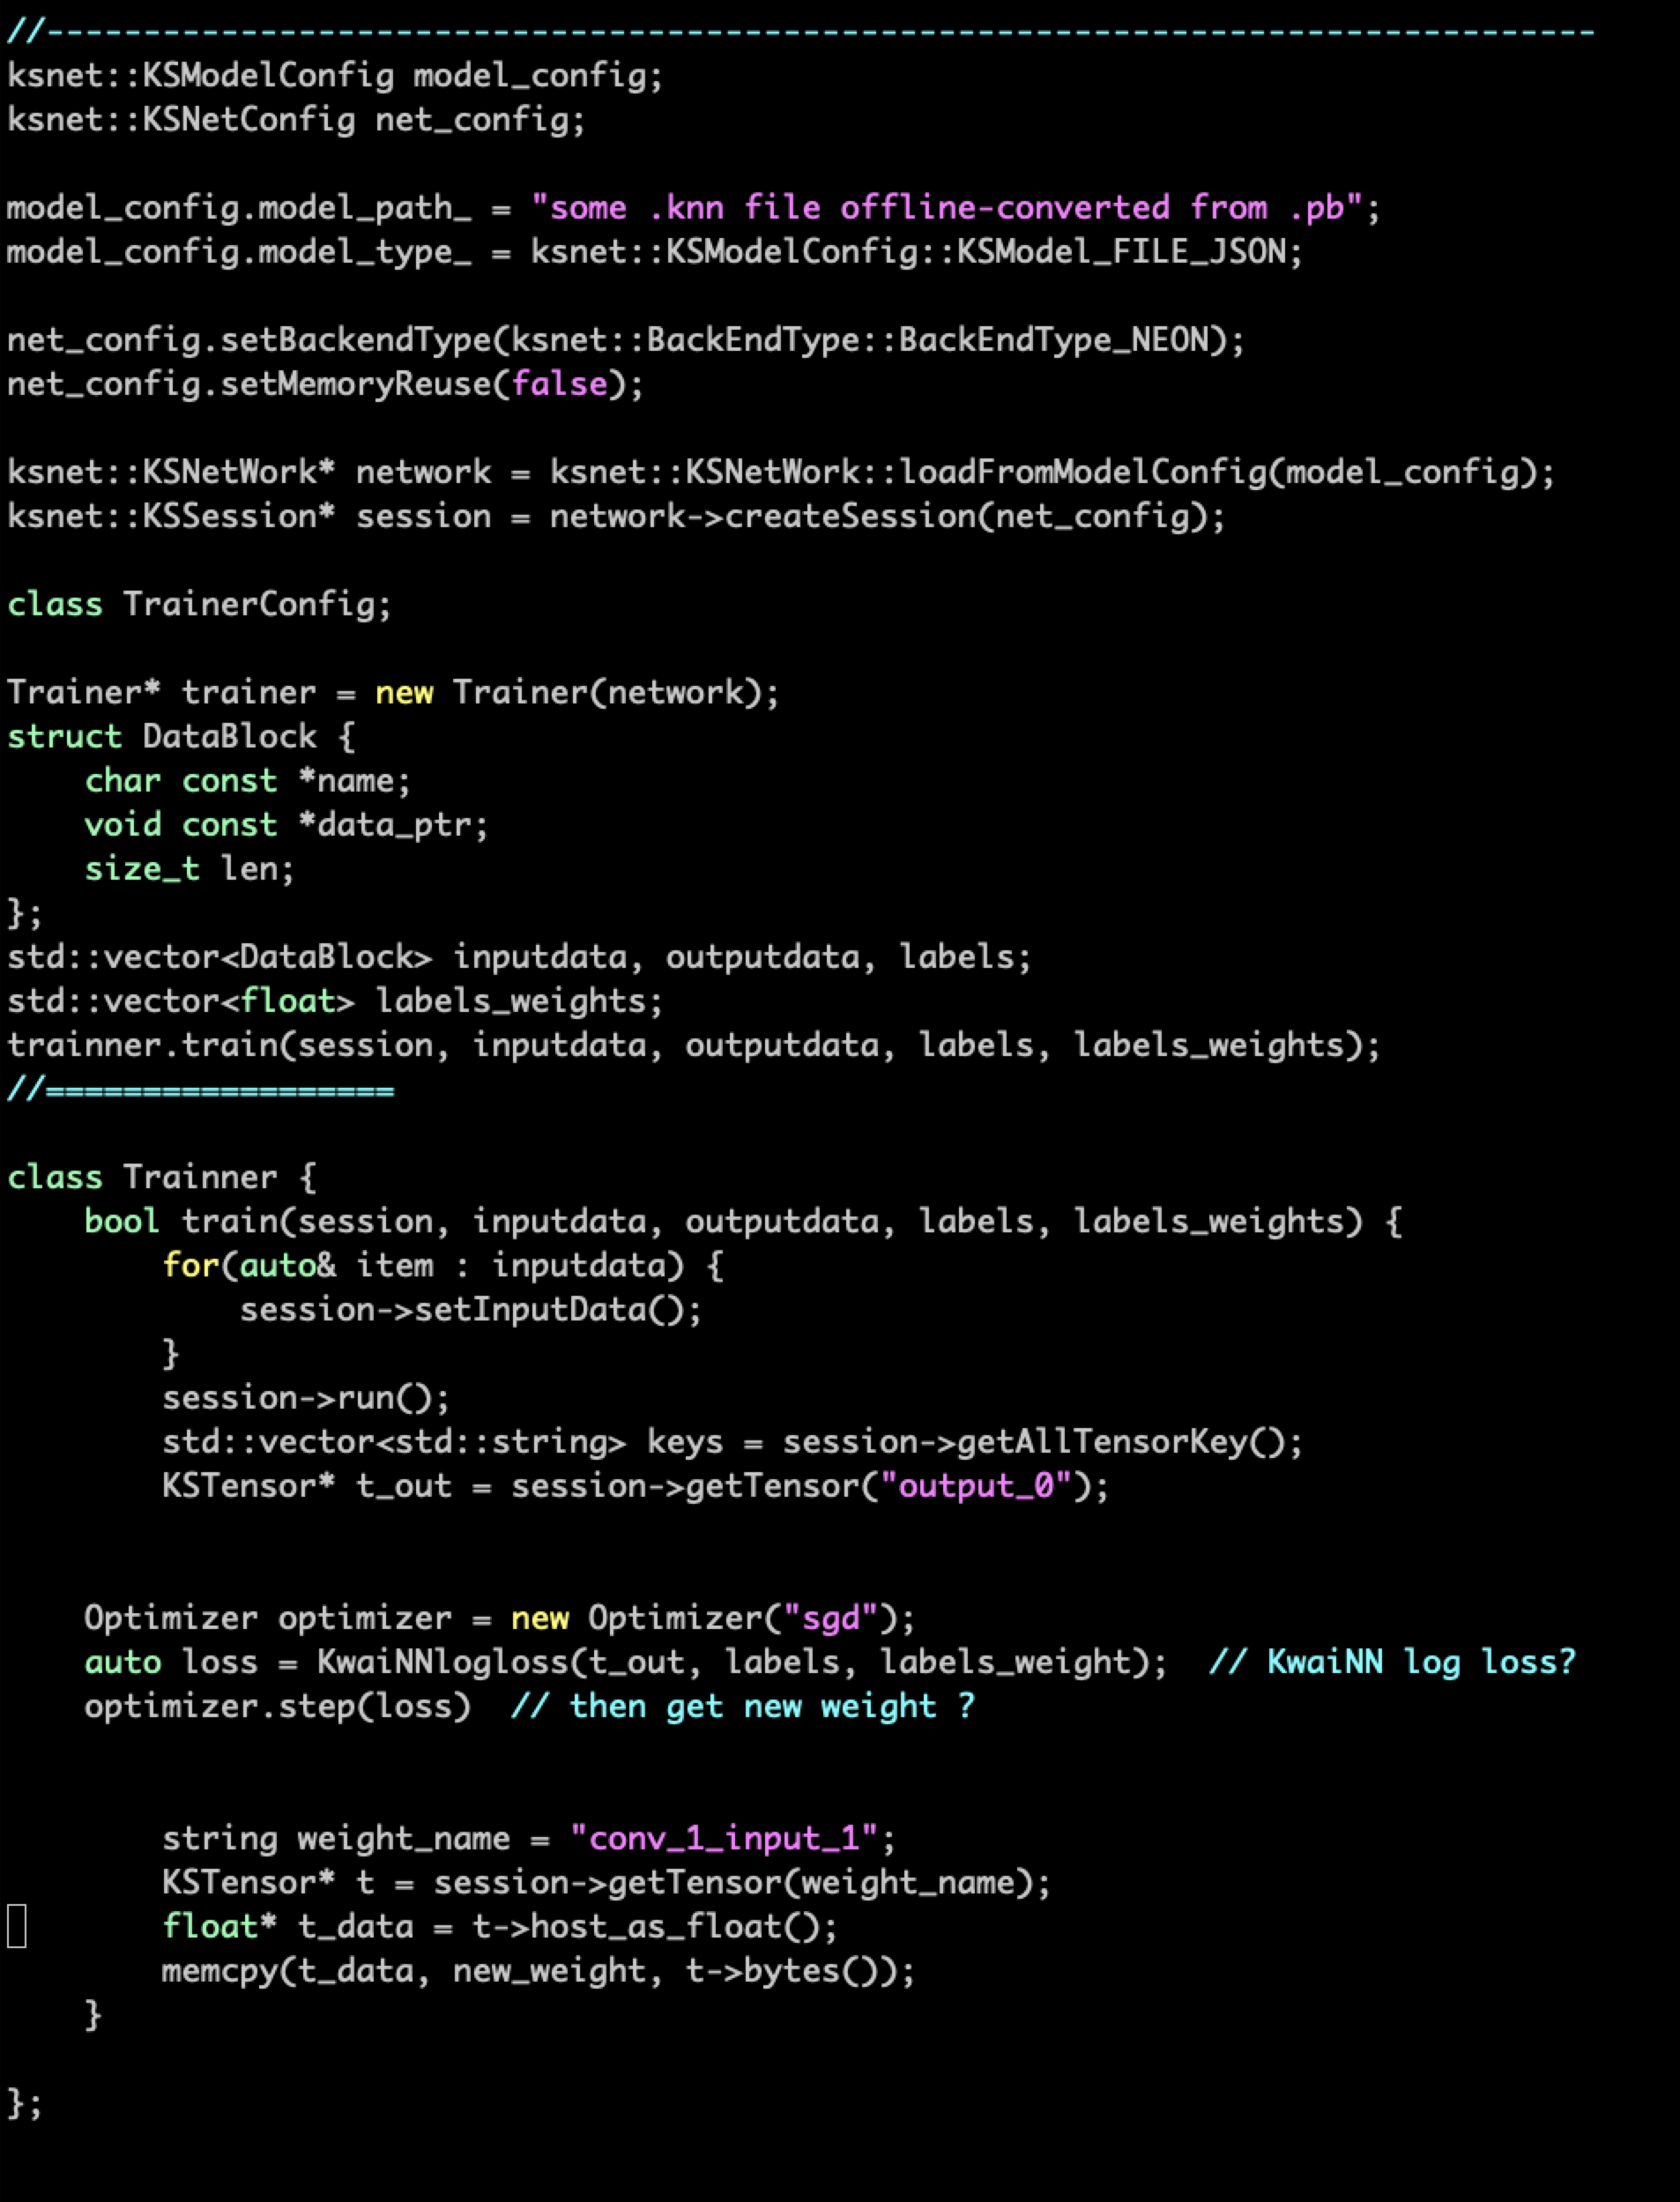 //--------------------------------------------------------------------------------
ksnet::KSModelConfig model_config;
ksnet::KSNetConfig net_config;

model_config.model_path_ = "some .knn file offline-converted from .pb";
model_config.model_type_ = ksnet::KSModelConfig::KSModel_FILE_JSON;

net_config.setBackendType(ksnet::BackEndType::BackEndType_NEON);
net_config.setMemoryReuse(false);

ksnet::KSNetWork* network = ksnet::KSNetWork::loadFromModelConfig(model_config);
ksnet::KSSession* session = network->createSession(net_config);

class TrainerConfig;

Trainer* trainer = new Trainer(network);
struct DataBlock {
    char const *name;
    void const *data_ptr;
    size_t len;
};
std::vector<DataBlock> inputdata, outputdata, labels;
std::vector<float> labels_weights;
trainner.train(session, inputdata, outputdata, labels, labels_weights);
//==================

class Trainner {
    bool train(session, inputdata, outputdata, labels, labels_weights) {
        for(auto& item : inputdata) {
            session->setInputData();
        }
        session->run();
        std::vector<std::string> keys = session->getAllTensorKey();
        KSTensor* t_out = session->getTensor("output_0");


    Optimizer optimizer = new Optimizer("sgd");
    auto loss = KwaiNNlogloss(t_out, labels, labels_weight);  // KwaiNN log loss?
    optimizer.step(loss)  // then get new weight ?


        string weight_name = "conv_1_input_1";
        KSTensor* t = session->getTensor(weight_name);
        float* t_data = t->host_as_float();
        memcpy(t_data, new_weight, t->bytes());
    }

};